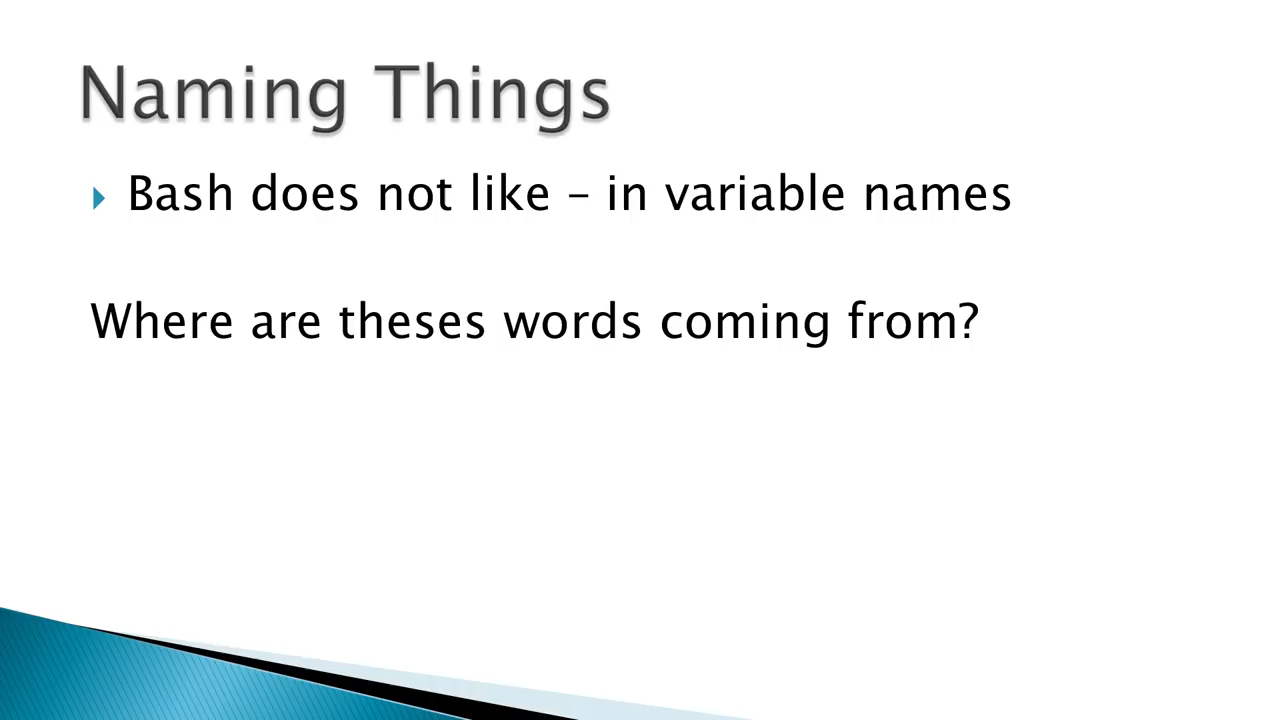 Naming Things
Bash does not like – in variable names
Where are theses words coming from?